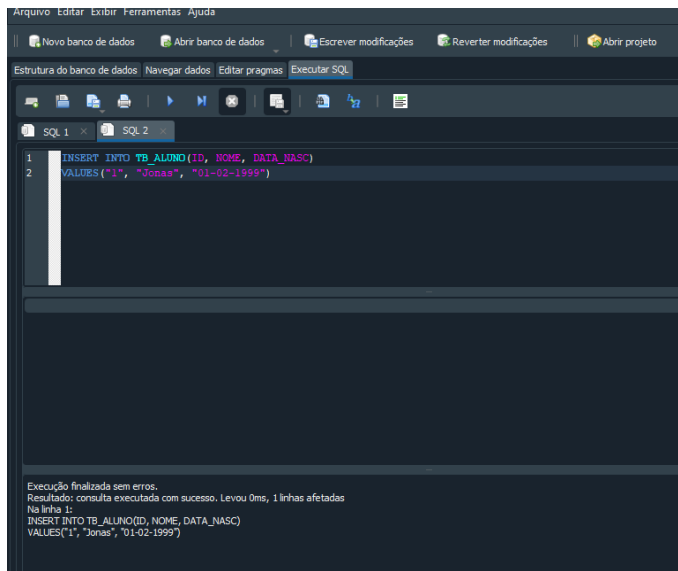 Arquivo Editar Exibir Ferramentas Ajuda
Novo banco de dados Abrir banco de dados Escrever modificações Reverter modificações Abrir projeto
Estrutura do banco de dados Navegar dados Editar pragmas Executar SQL
SQL 1 SQL 2
1 INSERT INTO TB_ALUNO(ID, NOME, DATA_NASC)
2 VALUES("1", "Jonas", "01-02-1999")
Execução finalizada sem erros.
Resultado: consulta executada com sucesso. Levou 0ms, 1 linhas afetadas
Na linha 1:
INSERT INTO TB_ALUNO(ID, NOME, DATA_NASC)
VALUES("1", "Jonas", "01-02-1999")